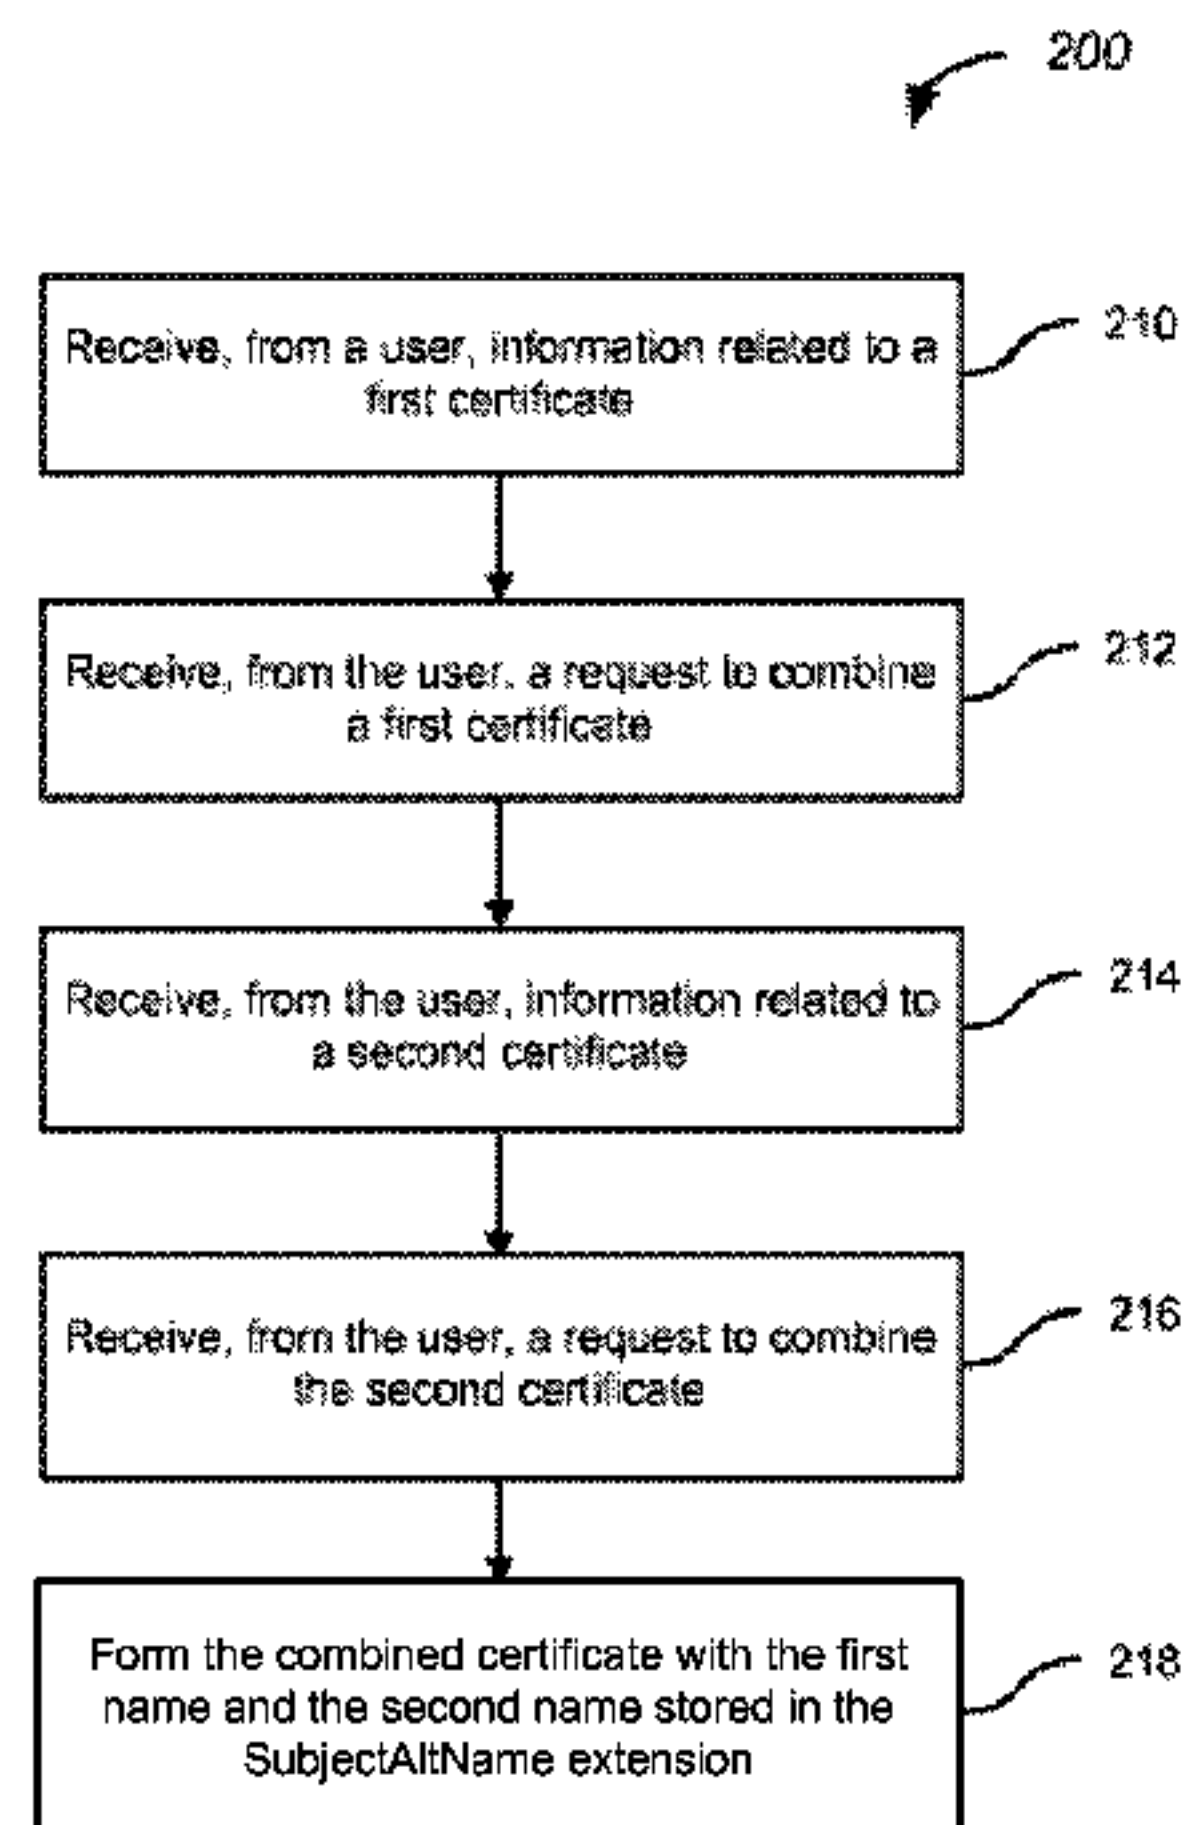 200
Receive, from a user, information related to a
first certificate
210
Receive, from the user, a request to combine
a first certificate
212
Receive, from the user, information related to
a second certificate
214
Receive, from the user, a request to combine
the second certificate
216
Form the combined certificate with the first
name and the second name stored in the
SubjectAltName extension
218